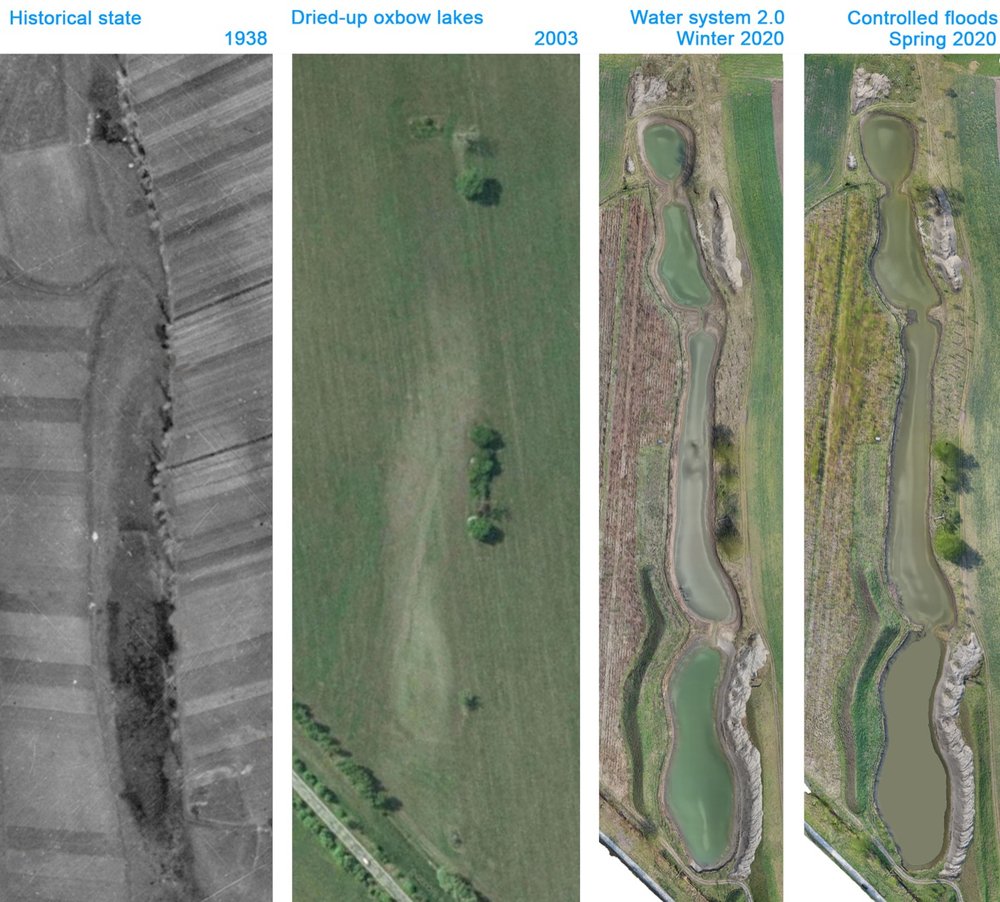 Historical state
1938
Dried-up oxbow lakes
2003
Water system 2.0
Winter 2020
Controlled floods
Spring 2020